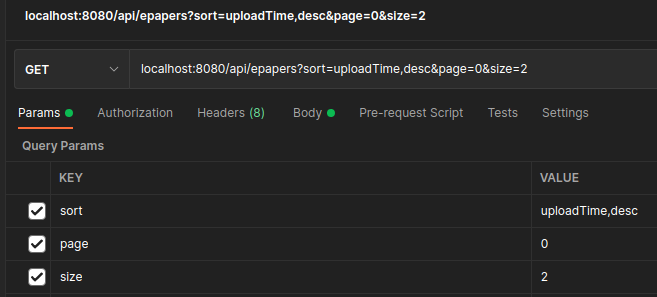 localhost:8080/api/epapers?sort=uploadTime,desc&page=0&size=2
GET localhost:8080/api/epapers?sort=uploadTime,desc&page=0&size=2
Params Authorization Headers (8) Body Pre-request Script Tests Settings
Query Params
KEY VALUE
sort uploadTime,desc
page 0
size 2